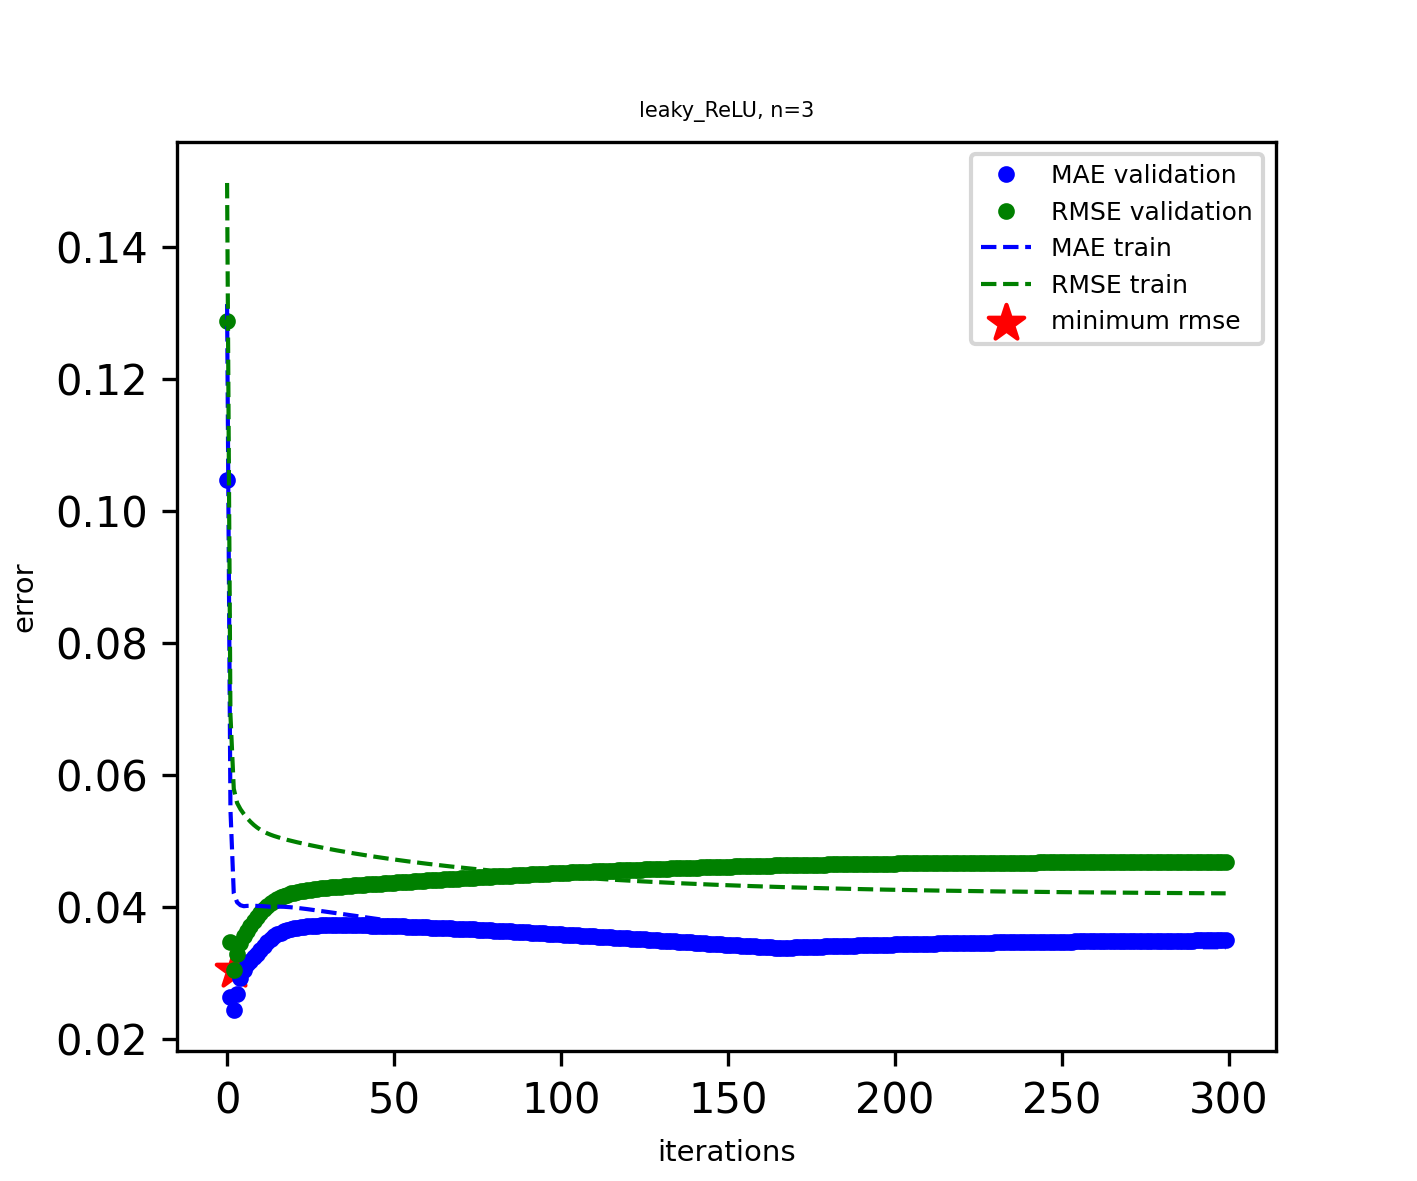 leaky_ReLU, n=3
MAE validation
RMSE validation
MAE train
RMSE train
minimum rmse
error
0.14
0.12
0.10
0.08
0.06
0.04
0.02
0 50 100 150 200 250 300
iterations